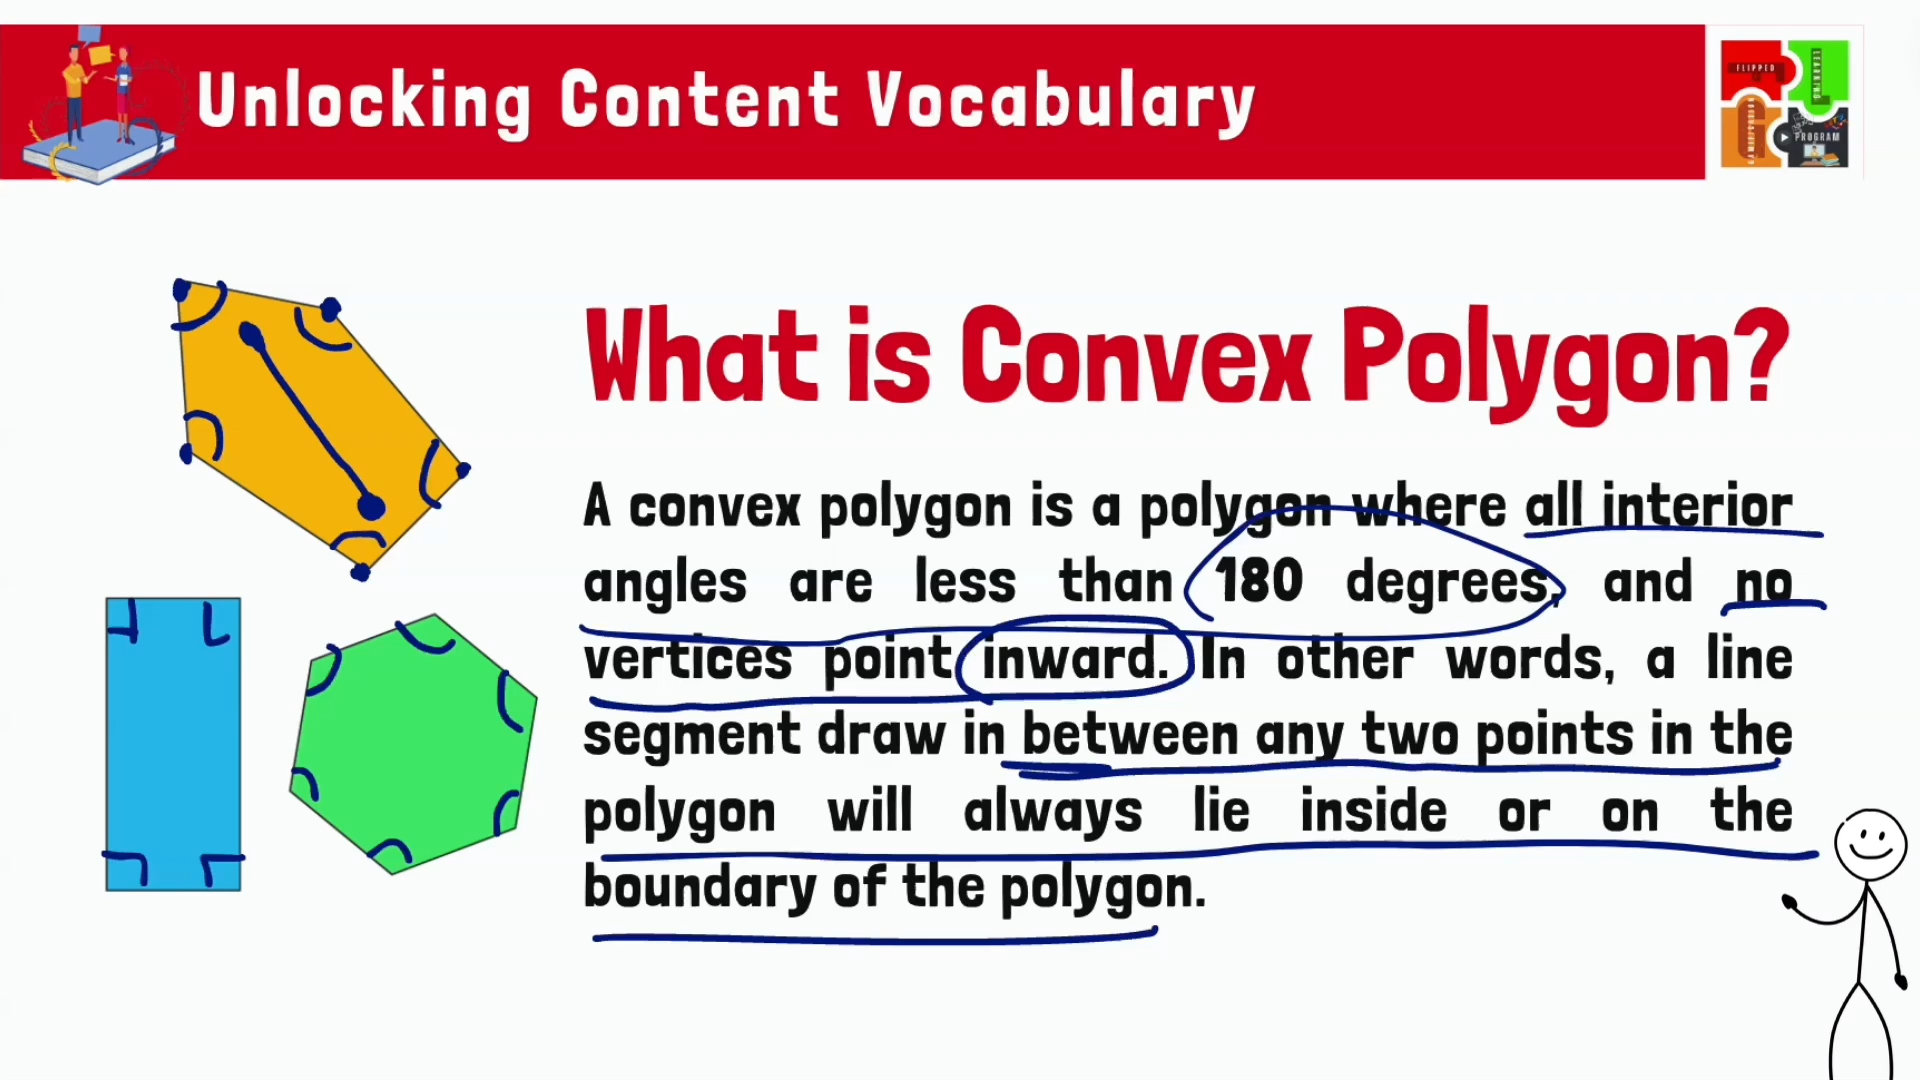 Unlocking Content Vocabulary
FLIPPED
PROGRAM
What is Convex Polygon?
A convex polygon is a polygon where all interior
angles are less than 180 degrees, and no
vertices point inward. In other words, a line
segment draw in between any two points in the
polygon will always lie inside or on the
boundary of the polygon.